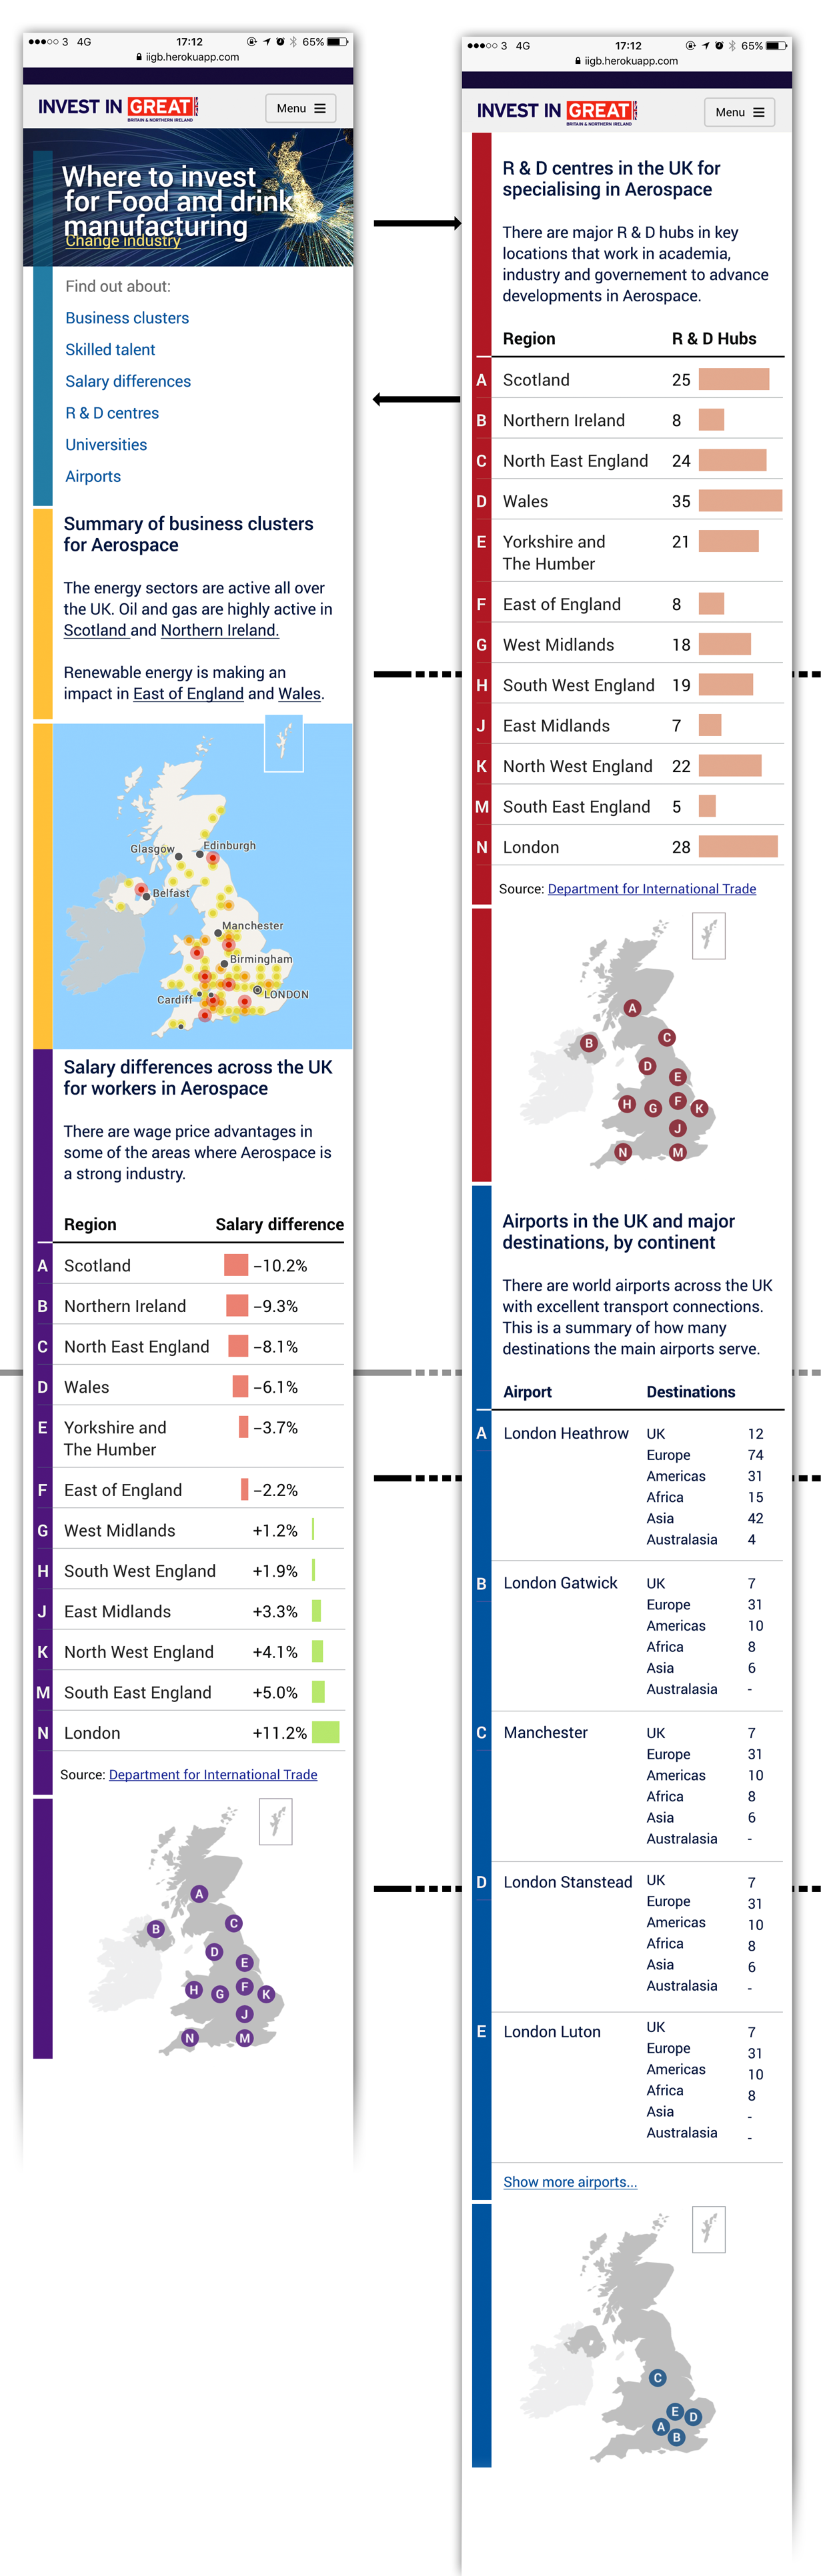 3 4G 17:12 65%
iigb.herokuapp.com
INVEST IN GREAT
BRITAIN & NORTHERN IRELAND
Menu
Where to invest
for Food and drink
manufacturing
Change industry
Find out about:
Business clusters
Skilled talent
Salary differences
R & D centres
Universities
Airports
Summary of business clusters
for Aerospace
The energy sectors are active all over
the UK. Oil and gas are highly active in
Scotland and Northern Ireland.
Renewable energy is making an
impact in East of England and Wales.
Glasgow
Edinburgh
Belfast
Manchester
Birmingham
Cardiff
LONDON
Salary differences across the UK
for workers in Aerospace
There are wage price advantages in
some of the areas where Aerospace is
a strong industry.
Region Salary difference
A Scotland −10.2%
B Northern Ireland −9.3%
C North East England −8.1%
D Wales −6.1%
E Yorkshire and −3.7%
The Humber
F East of England −2.2%
G West Midlands +1.2%
H South West England +1.9%
J East Midlands +3.3%
K North West England +4.1%
M South East England +5.0%
N London +11.2%
Source: Department for International Trade
A
B
C
D
E
H
G
F
K
J
N
M
3 4G 17:12 65%
iigb.herokuapp.com
INVEST IN GREAT
BRITAIN & NORTHERN IRELAND
Menu
R & D centres in the UK for
specialising in Aerospace
There are major R & D hubs in key
locations that work in academia,
industry and governement to advance
developments in Aerospace.
Region R & D Hubs
A Scotland 25
B Northern Ireland 8
C North East England 24
D Wales 35
E Yorkshire and 21
The Humber
F East of England 8
G West Midlands 18
H South West England 19
J East Midlands 7
K North West England 22
M South East England 5
N London 28
Source: Department for International Trade
A
B
C
D
E
H
G
F
K
J
N
M
Airports in the UK and major
destinations, by continent
There are world airports across the UK
with excellent transport connections.
This is a summary of how many
destinations the main airports serve.
Airport Destinations
A London Heathrow UK 12
Europe 74
Americas 31
Africa 15
Asia 42
Australasia 4
B London Gatwick UK 7
Europe 31
Americas 10
Africa 8
Asia 6
Australasia -
C Manchester UK 7
Europe 31
Americas 10
Africa 8
Asia 6
Australasia -
D London Stanstead UK 7
Europe 31
Americas 10
Africa 8
Asia 6
Australasia -
E London Luton UK 7
Europe 31
Americas 10
Africa 8
Asia -
Australasia -
Show more airports...
C
E
D
A
B